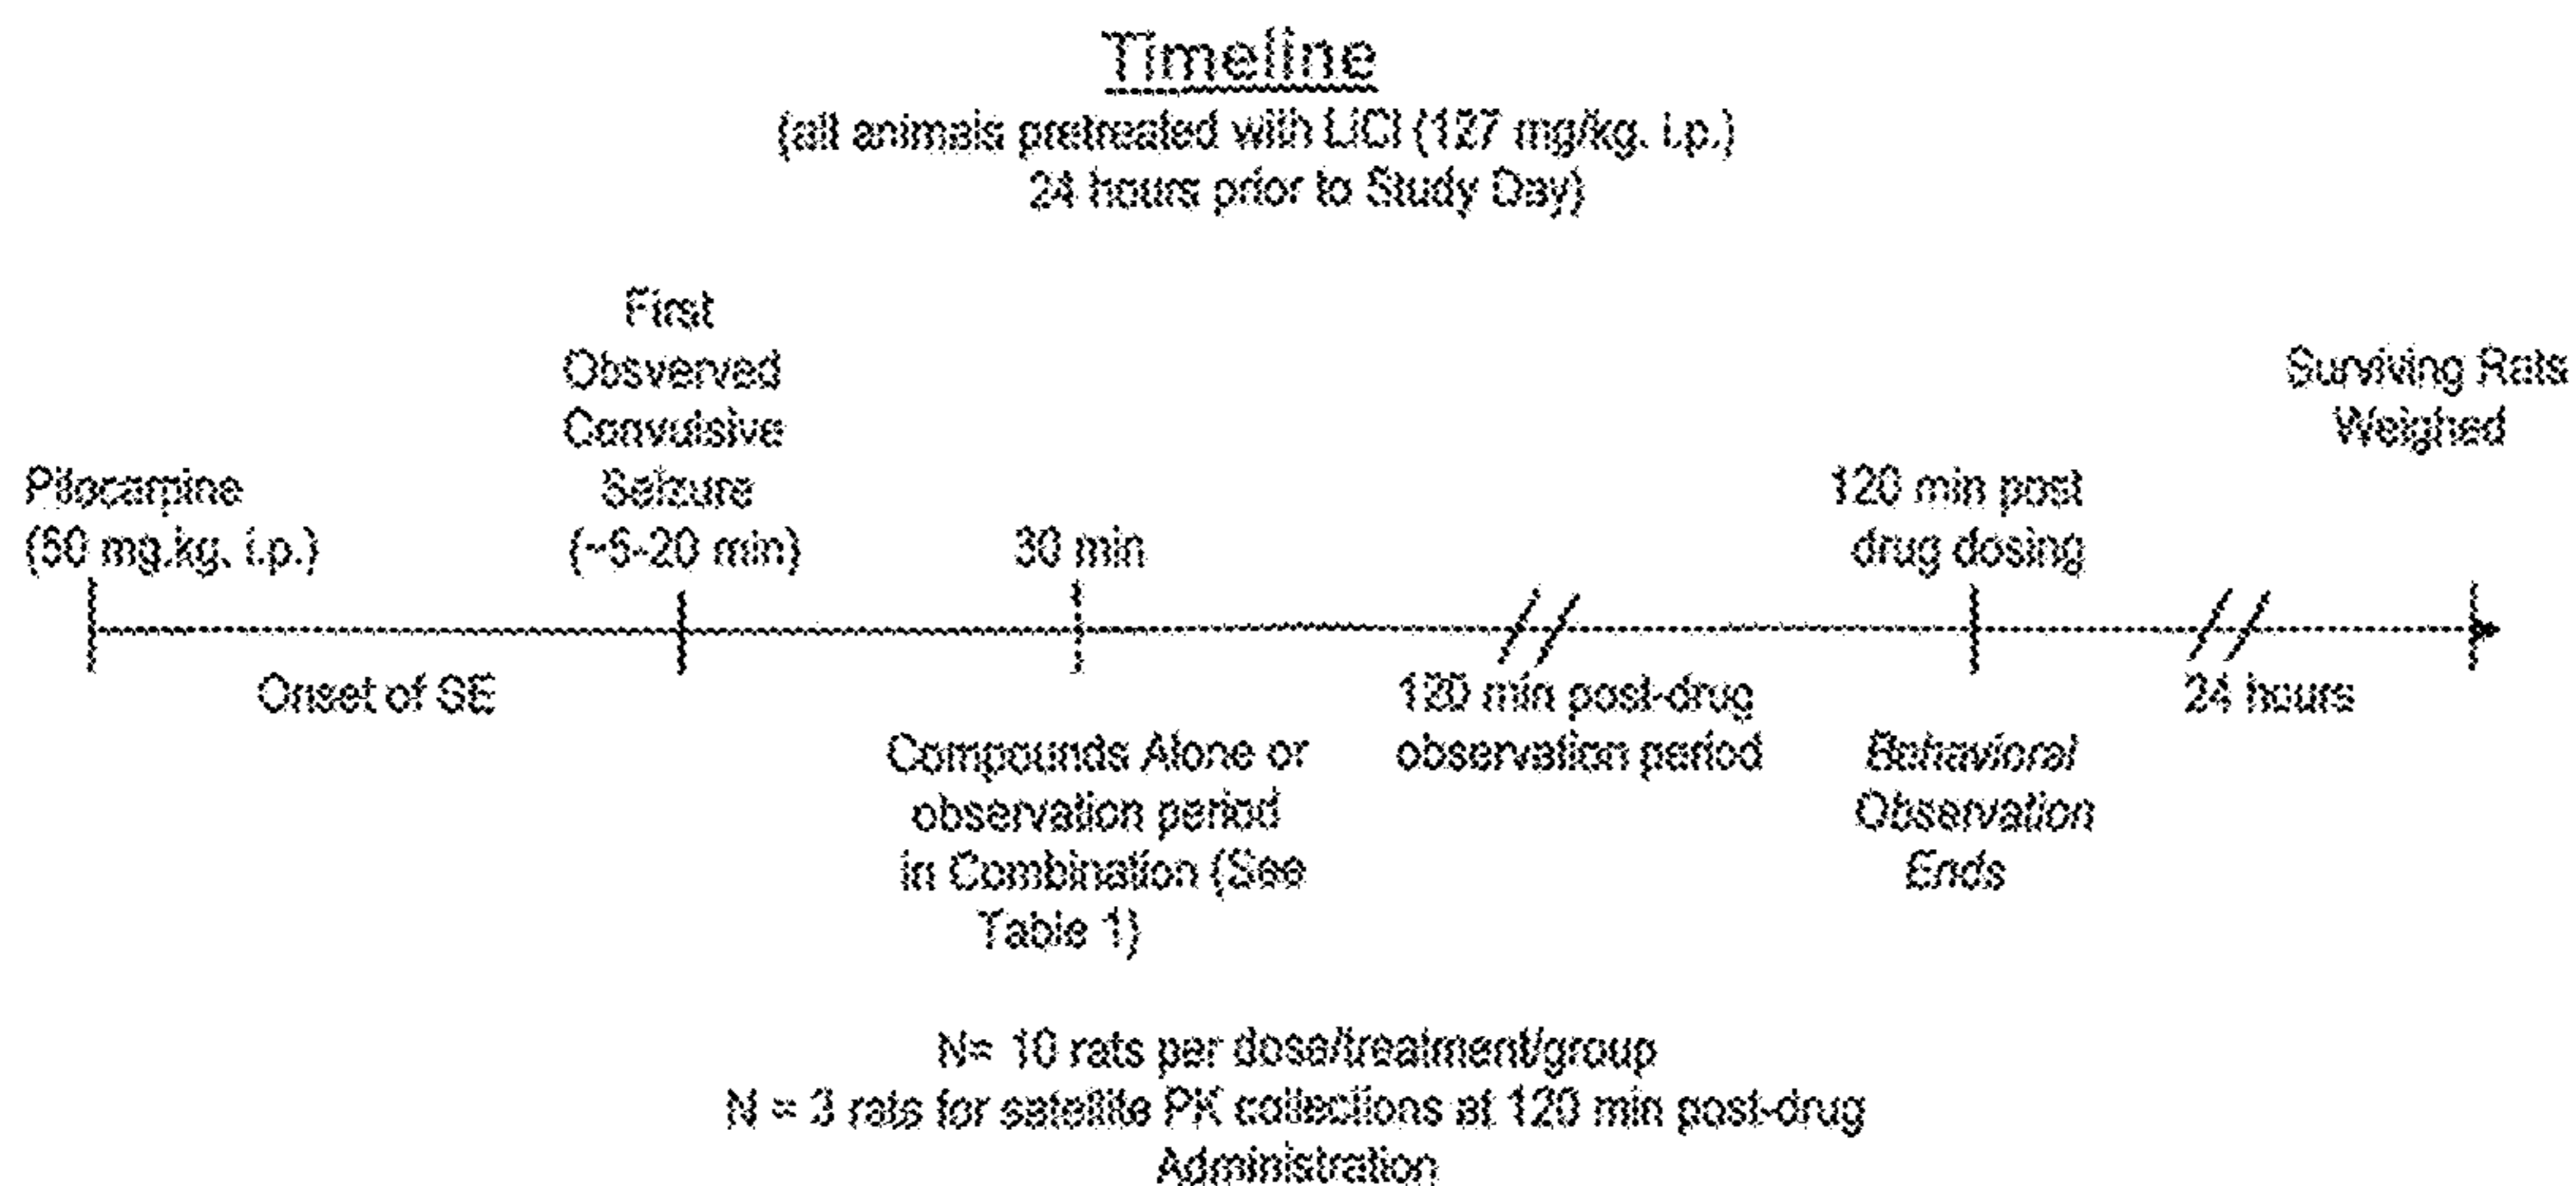 Timeline
(all animals pretreated with LiCl (127 mg/kg. i.p.)
24 hours prior to Study Day)
First
Obsverved
Convulsive
Seizure
(~5-20 min)
Pilocarpine
(50 mg.kg. i.p.)
30 min
120 min post
drug dosing
Surviving Rats
Weighed
Onset of SE
Compounds Alone or
observation period
in Combination (See
Table 1)
120 min post-drug
observation period
Behavioral
Observation
Ends
24 hours
N= 10 rats per dose/treatment/group
N = 3 rats for satellite PK collections at 120 min post-drug
Administration